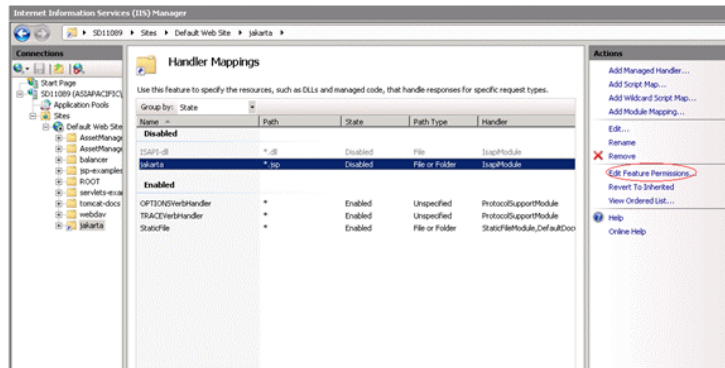 Internet Information Services (IIS) Manager
SD11089 Sites Default Web Site jakarta
Connections
Start Page
SD11089 (ASIAPACIFIC\
Application Pools
Sites
Default Web Site
AssetManage
AssetManage
balancer
jsp-examples
ROOT
servlets-exa
tomcat-docs
webdav
jakarta
Handler Mappings
Use this feature to specify the resources, such as DLLs and managed code, that handle responses for specific request types.
Group by: State
Name Path State Path Type Handler
Disabled
ISAPI-dll *.dll Disabled File IsapiModule
jakarta *.jsp Disabled File or Folder IsapiModule
Enabled
OPTIONSVerbHandler * Enabled Unspecified ProtocolSupportModule
TRACEVerbHandler * Enabled Unspecified ProtocolSupportModule
StaticFile * Enabled File or Folder StaticFileModule,DefaultDoc
Actions
Add Managed Handler...
Add Script Map...
Add Wildcard Script Map...
Add Module Mapping...
Edit...
Rename
Remove
Edit Feature Permissions...
Revert To Inherited
View Ordered List...
Help
Online Help